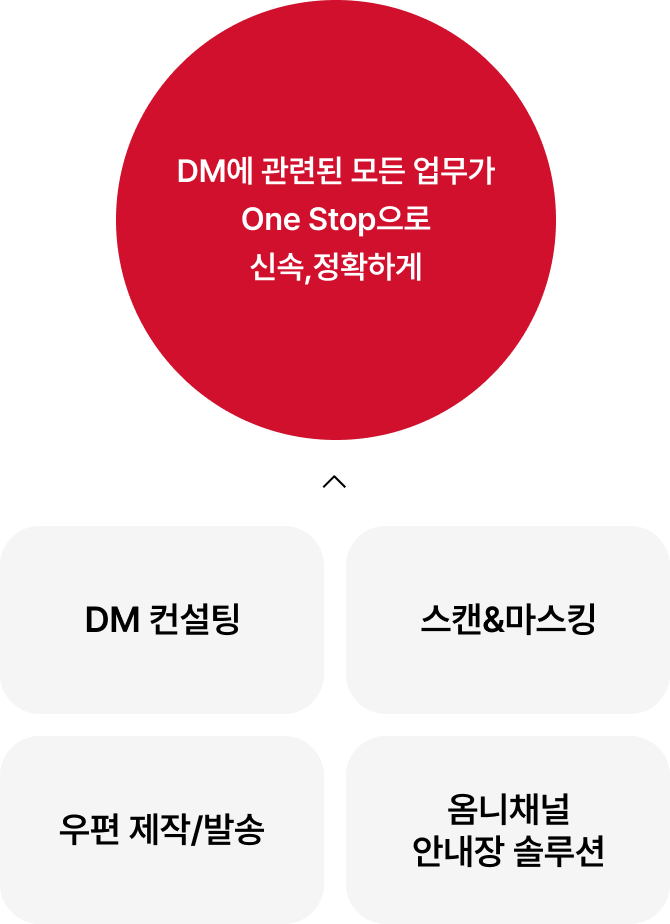 DM에 관련된 모든 업무가
One Stop으로
신속,정확하게
DM 컨설팅
스캔&마스킹
우편 제작/발송
옴니채널
안내장 솔루션